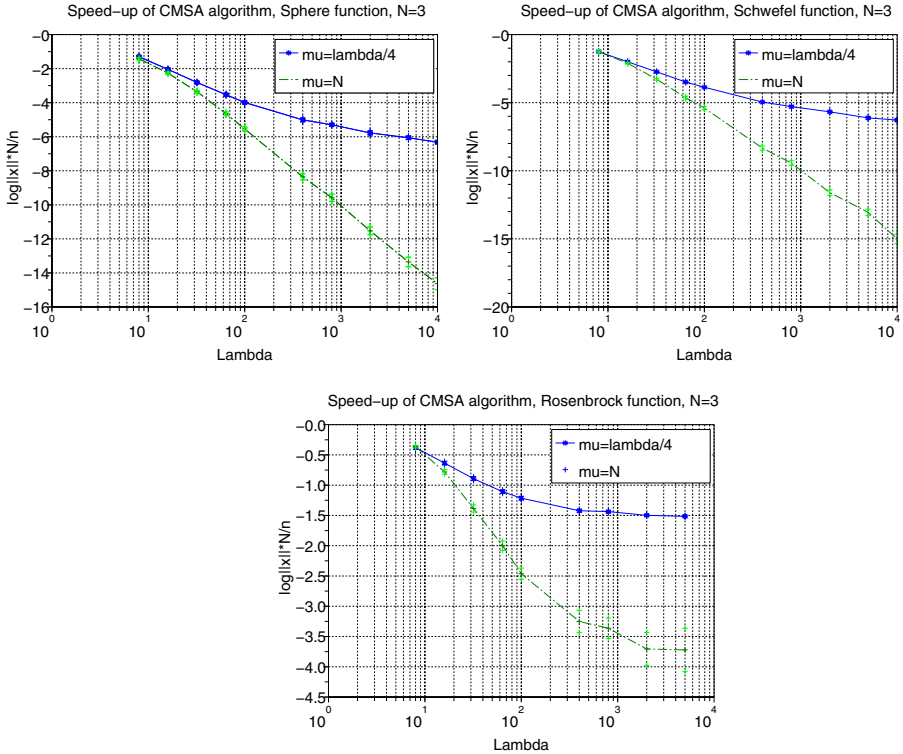 Speed-up of CMSA algorithm, Sphere function, N=3
mu=lambda/4
mu=N
log||x||*N/n
−0
−2
−4
−6
−8
−10
−12
−14
−16
10^0
10^1
10^2
10^3
10^4
Lambda
Speed-up of CMSA algorithm, Schwefel function, N=3
mu=lambda/4
mu=N
log||x||*N/n
−0
−5
−10
−15
−20
10^0
10^1
10^2
10^3
10^4
Lambda
Speed-up of CMSA algorithm, Rosenbrock function, N=3
mu=lambda/4
mu=N
log||x||*N/n
−0.0
−0.5
−1.0
−1.5
−2.0
−2.5
−3.0
−3.5
−4.0
−4.5
10^0
10^1
10^2
10^3
10^4
Lambda